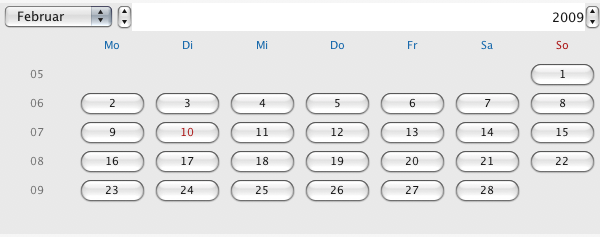 Februar 2009
Mo Di Mi Do Fr Sa So
05 1
06 2 3 4 5 6 7 8
07 9 10 11 12 13 14 15
08 16 17 18 19 20 21 22
09 23 24 25 26 27 28